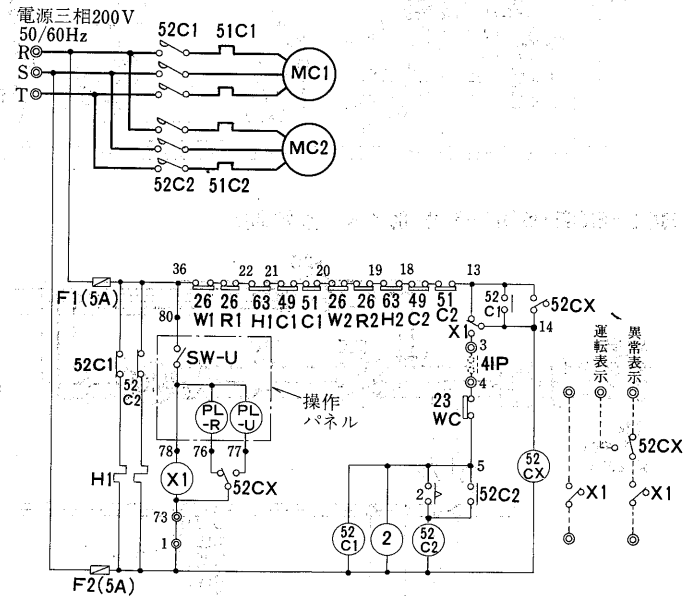 電源三相200V
50/60Hz
R
S
T
52C1
51C1
MC1
MC2
52C2
51C2
F1(5A)
36
22
21
20
19
18
13
26
W1
26
R1
63
H1
49
C1
51
C1
26
W2
26
R2
63
H2
49
C2
51
C2
52
C1
52CX
14
X1
3
41P
4
23
WC
5
80
SW-U
PL
-R
PL
-U
操作
パネル
78
76
77
X1
52CX
73
1
52C1
52
C2
H1
F2(5A)
52
C1
2
2
52
C2
52C2
52
CX
運転表示
異常表示
52CX
X1
X1